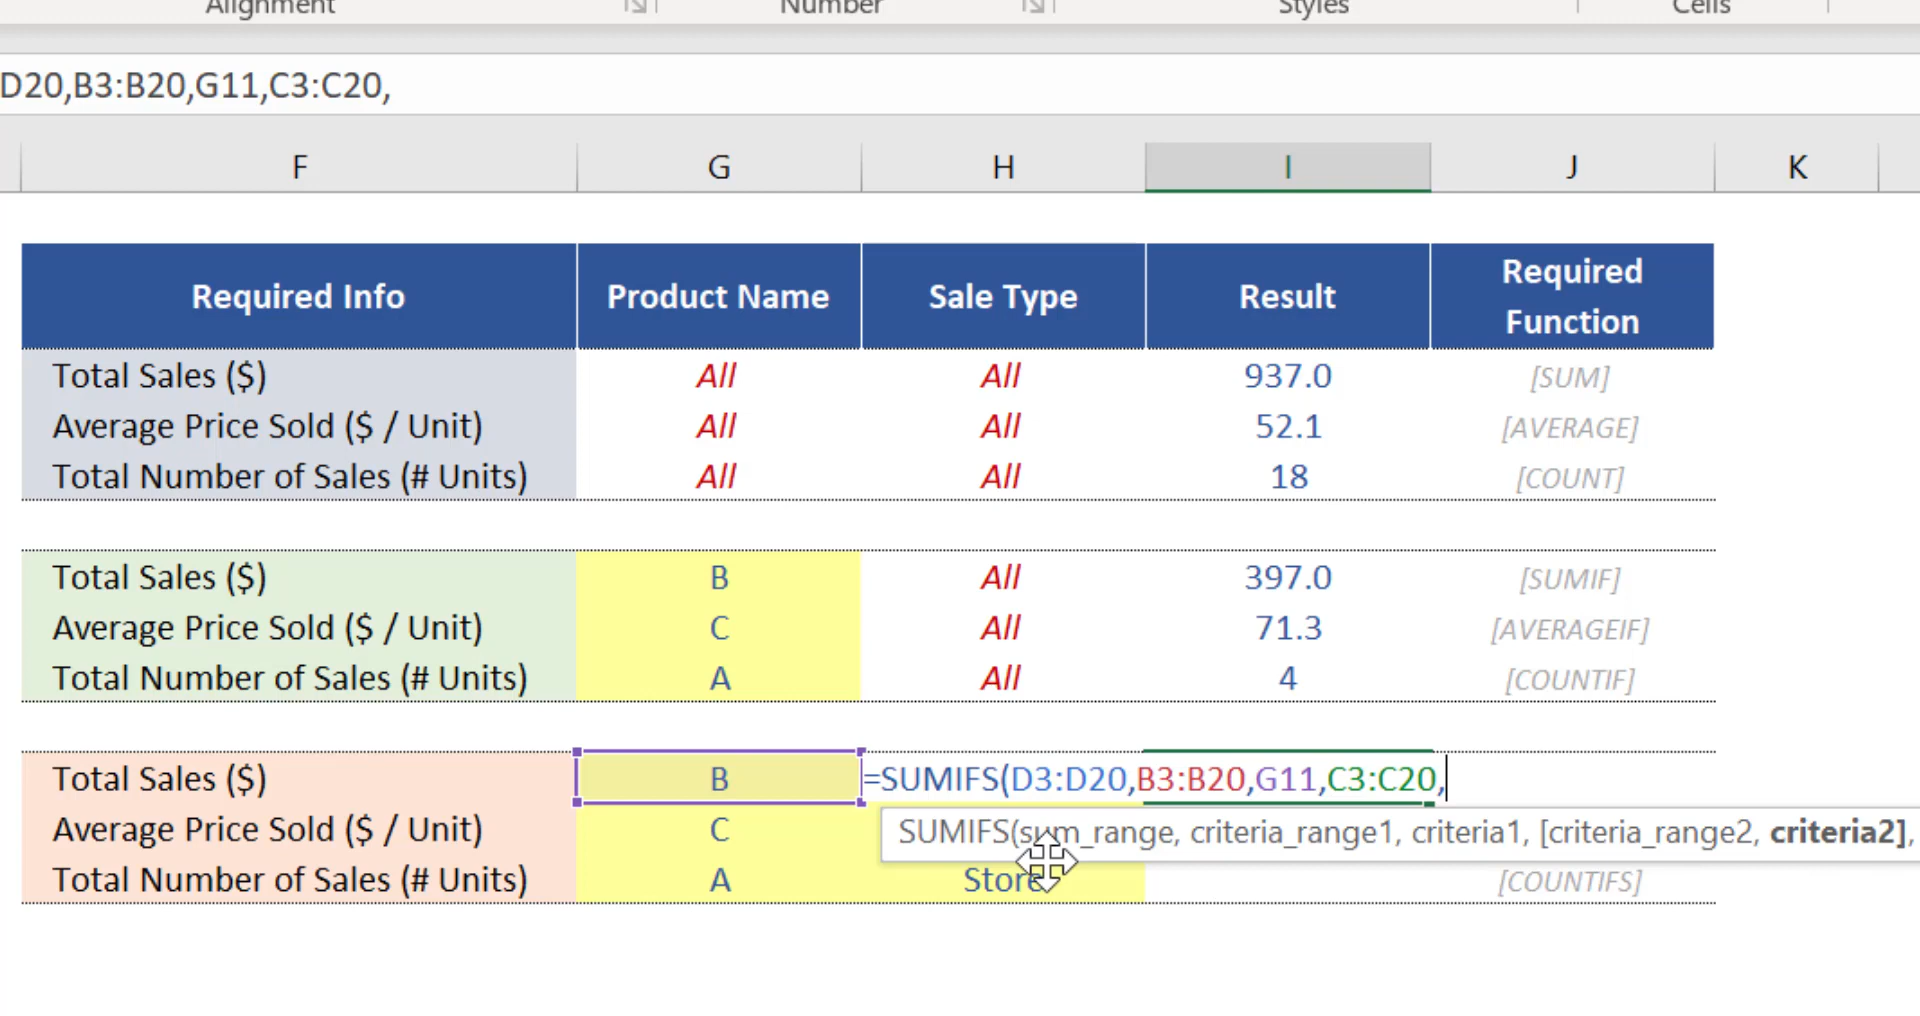 Alignment Number Styles Cells
D20,B3:B20,G11,C3:C20,
F G H I J K
Required Info Product Name Sale Type Result Required Function
Total Sales ($) All All 937.0 [SUM]
Average Price Sold ($ / Unit) All All 52.1 [AVERAGE]
Total Number of Sales (# Units) All All 18 [COUNT]
Total Sales ($) B All 397.0 [SUMIF]
Average Price Sold ($ / Unit) C All 71.3 [AVERAGEIF]
Total Number of Sales (# Units) A All 4 [COUNTIF]
Total Sales ($) B =SUMIFS(D3:D20,B3:B20,G11,C3:C20,
Average Price Sold ($ / Unit) C SUMIFS(sum_range, criteria_range1, criteria1, [criteria_range2, criteria2],
Total Number of Sales (# Units) A Store [COUNTIFS]